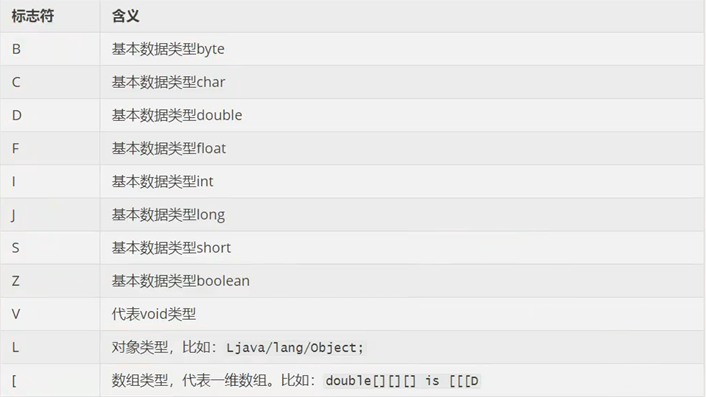 标志符 含义
B 基本数据类型byte
C 基本数据类型char
D 基本数据类型double
F 基本数据类型float
I 基本数据类型int
J 基本数据类型long
S 基本数据类型short
Z 基本数据类型boolean
V 代表void类型
L 对象类型，比如：Ljava/lang/Object;
[ 数组类型，代表一维数组。比如：double[][][] is [[[D